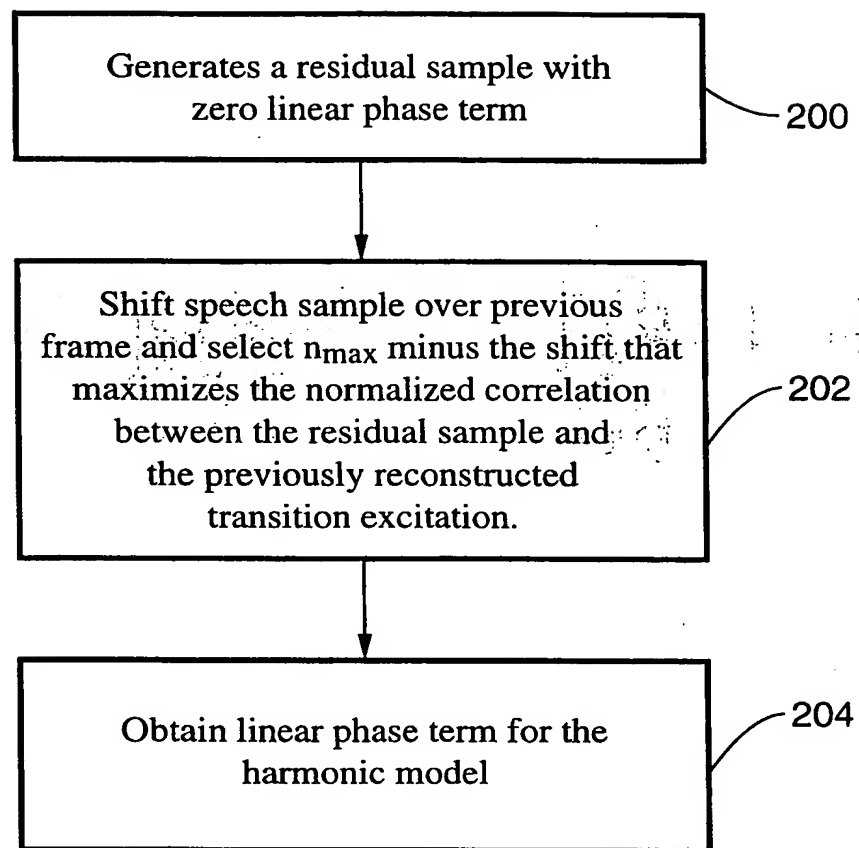 Generates a residual sample with
zero linear phase term
200
Shift speech sample over previous
frame and select nmax minus the shift that
maximizes the normalized correlation
between the residual sample and
the previously reconstructed
transition excitation.
202
Obtain linear phase term for the
harmonic model
204